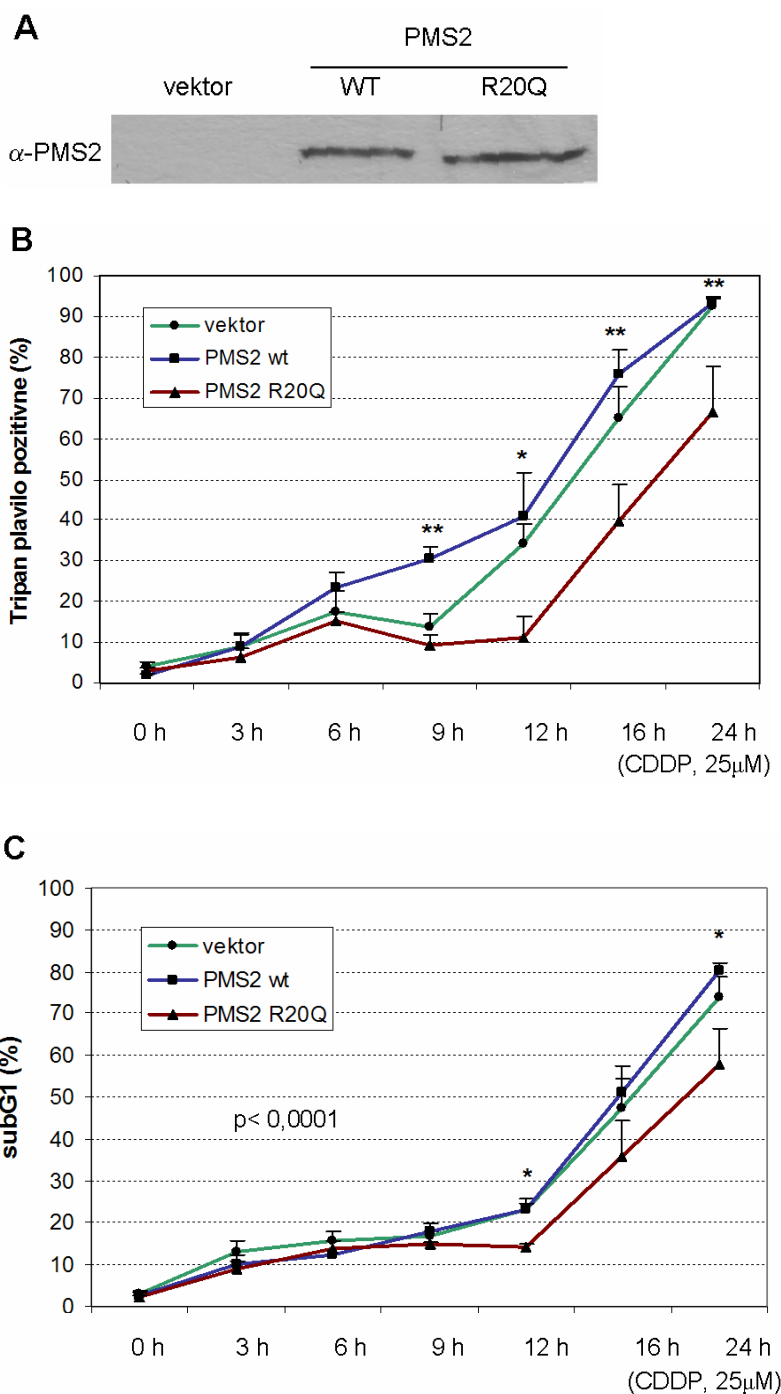 A
PMS2
vektor WT R20Q
α-PMS2
B
100
90
80
70
60
50
40
30
20
10
0
Tripan plavilo pozitivne (%)
vektor
PMS2 wt
PMS2 R20Q
**
*
**
**
0 h 3 h 6 h 9 h 12 h 16 h 24 h
(CDDP, 25µM)
C
100
90
80
70
60
50
40
30
20
10
0
subG1 (%)
vektor
PMS2 wt
PMS2 R20Q
p< 0,0001
*
*
0 h 3 h 6 h 9 h 12 h 16 h 24 h
(CDDP, 25µM)